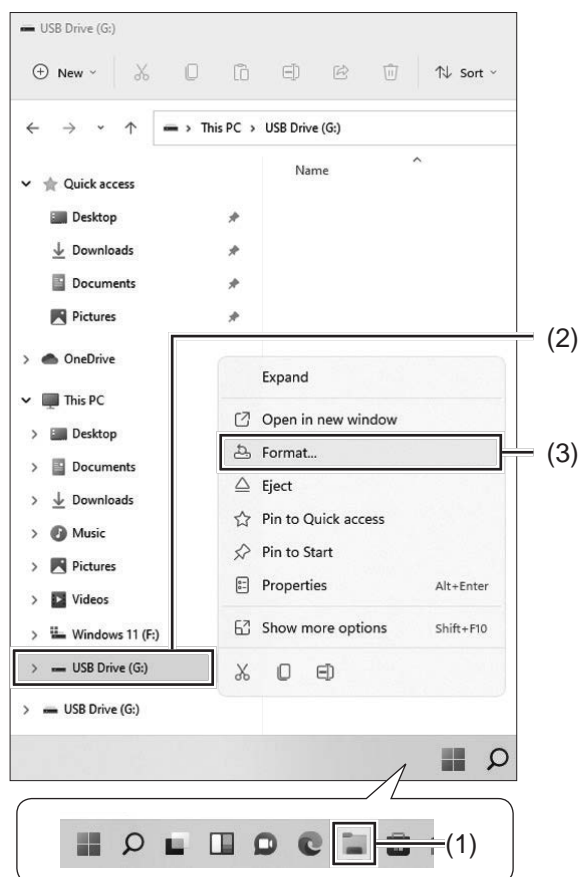 USB Drive (G:)
New
Sort
This PC > USB Drive (G:)
Name
Quick access
Desktop
Downloads
Documents
Pictures
(2)
OneDrive
Expand
This PC
Open in new window
Desktop
Format...
(3)
Documents
Eject
Downloads
Pin to Quick access
Music
Pin to Start
Pictures
Properties Alt+Enter
Videos
Show more options Shift+F10
Windows 11 (F:)
USB Drive (G:)
USB Drive (G:)
(1)